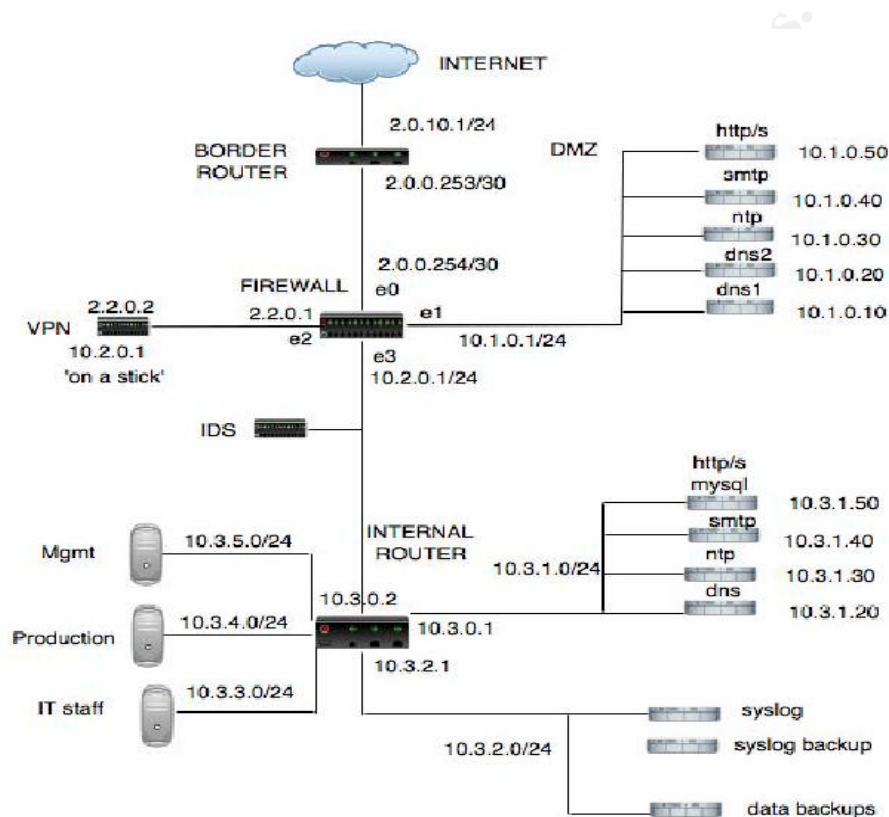 INTERNET
2.0.10.1/24
BORDER
ROUTER
2.0.0.253/30
DMZ
http/s
10.1.0.50
smtp
10.1.0.40
ntp
10.1.0.30
dns2
10.1.0.20
dns1
10.1.0.10
2.0.0.254/30
FIREWALL
e0
2.2.0.2
2.2.0.1
e1
VPN
e2
10.1.0.1/24
10.2.0.1
'on a stick'
e3
10.2.0.1/24
IDS
http/s
mysql
10.3.1.50
smtp
10.3.1.40
ntp
10.3.1.30
dns
10.3.1.20
INTERNAL
ROUTER
10.3.1.0/24
Mgmt
10.3.5.0/24
10.3.0.2
Production
10.3.4.0/24
10.3.0.1
10.3.2.1
IT staff
10.3.3.0/24
syslog
10.3.2.0/24
syslog backup
data backups